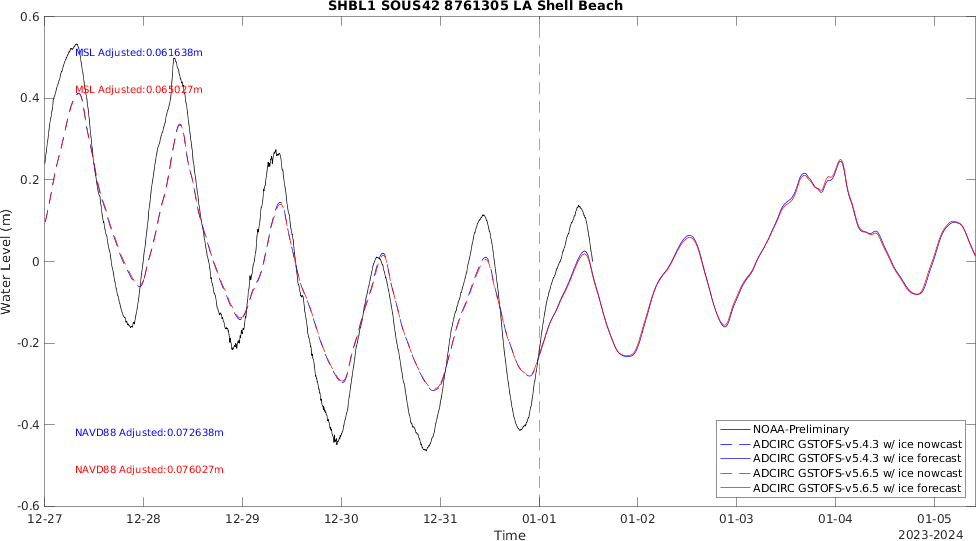 SHBL1 SOUS42 8761305 LA Shell Beach
0.6
MSL Adjusted:0.061638m
MSL Adjusted:0.065027m
0.4
0.2
0
-0.2
-0.4
-0.6
Water Level (m)
NAVD88 Adjusted:0.072638m
NAVD88 Adjusted:0.076027m
NOAA-Preliminary
ADCIRC GSTOFS-v5.4.3 w/ ice nowcast
ADCIRC GSTOFS-v5.4.3 w/ ice forecast
ADCIRC GSTOFS-v5.6.5 w/ ice nowcast
ADCIRC GSTOFS-v5.6.5 w/ ice forecast
12-27 12-28 12-29 12-30 12-31 01-01 01-02 01-03 01-04 01-05
Time
2023-2024